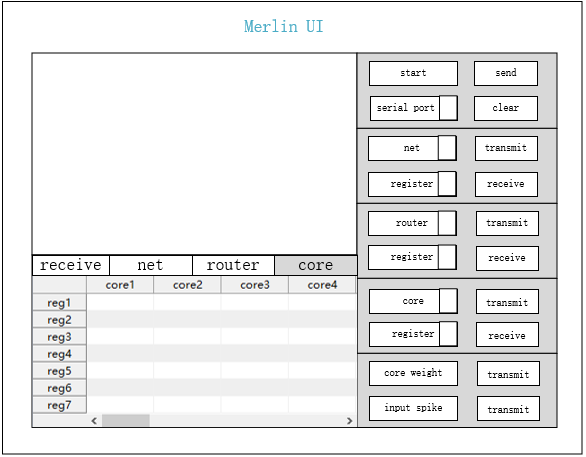 Merlin UI
start send
serial port clear
net transmit
register receive
router transmit
register receive
receive net router core
core1 core2 core3 core4
core transmit
reg1
reg2
register receive
reg3
reg4
core weight transmit
reg5
reg6
input spike transmit
reg7